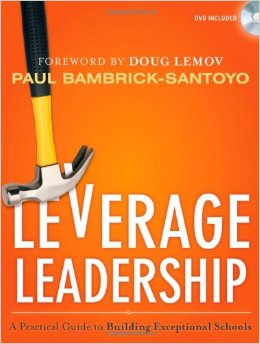 DVD INCLUDED
FOREWORD BY DOUG LEMOV
PAUL BAMBRICK-SANTOYO
LEVERAGE
LEADERSHIP
A Practical Guide to Building Exceptional Schools